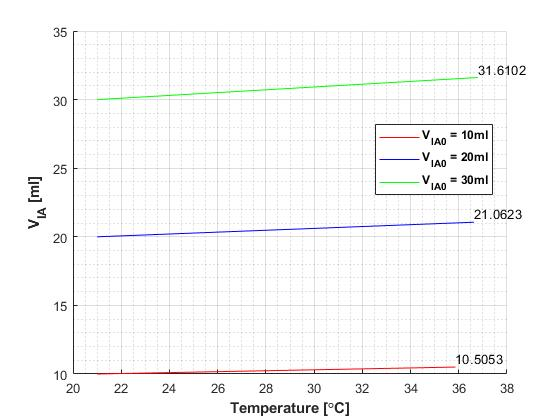 35
30
25
20
15
10
20 22 24 26 28 30 32 34 36 38
V_IA [ml]
Temperature [°C]
31.6102
21.0623
10.5053
V_IA0 = 10ml
V_IA0 = 20ml
V_IA0 = 30ml